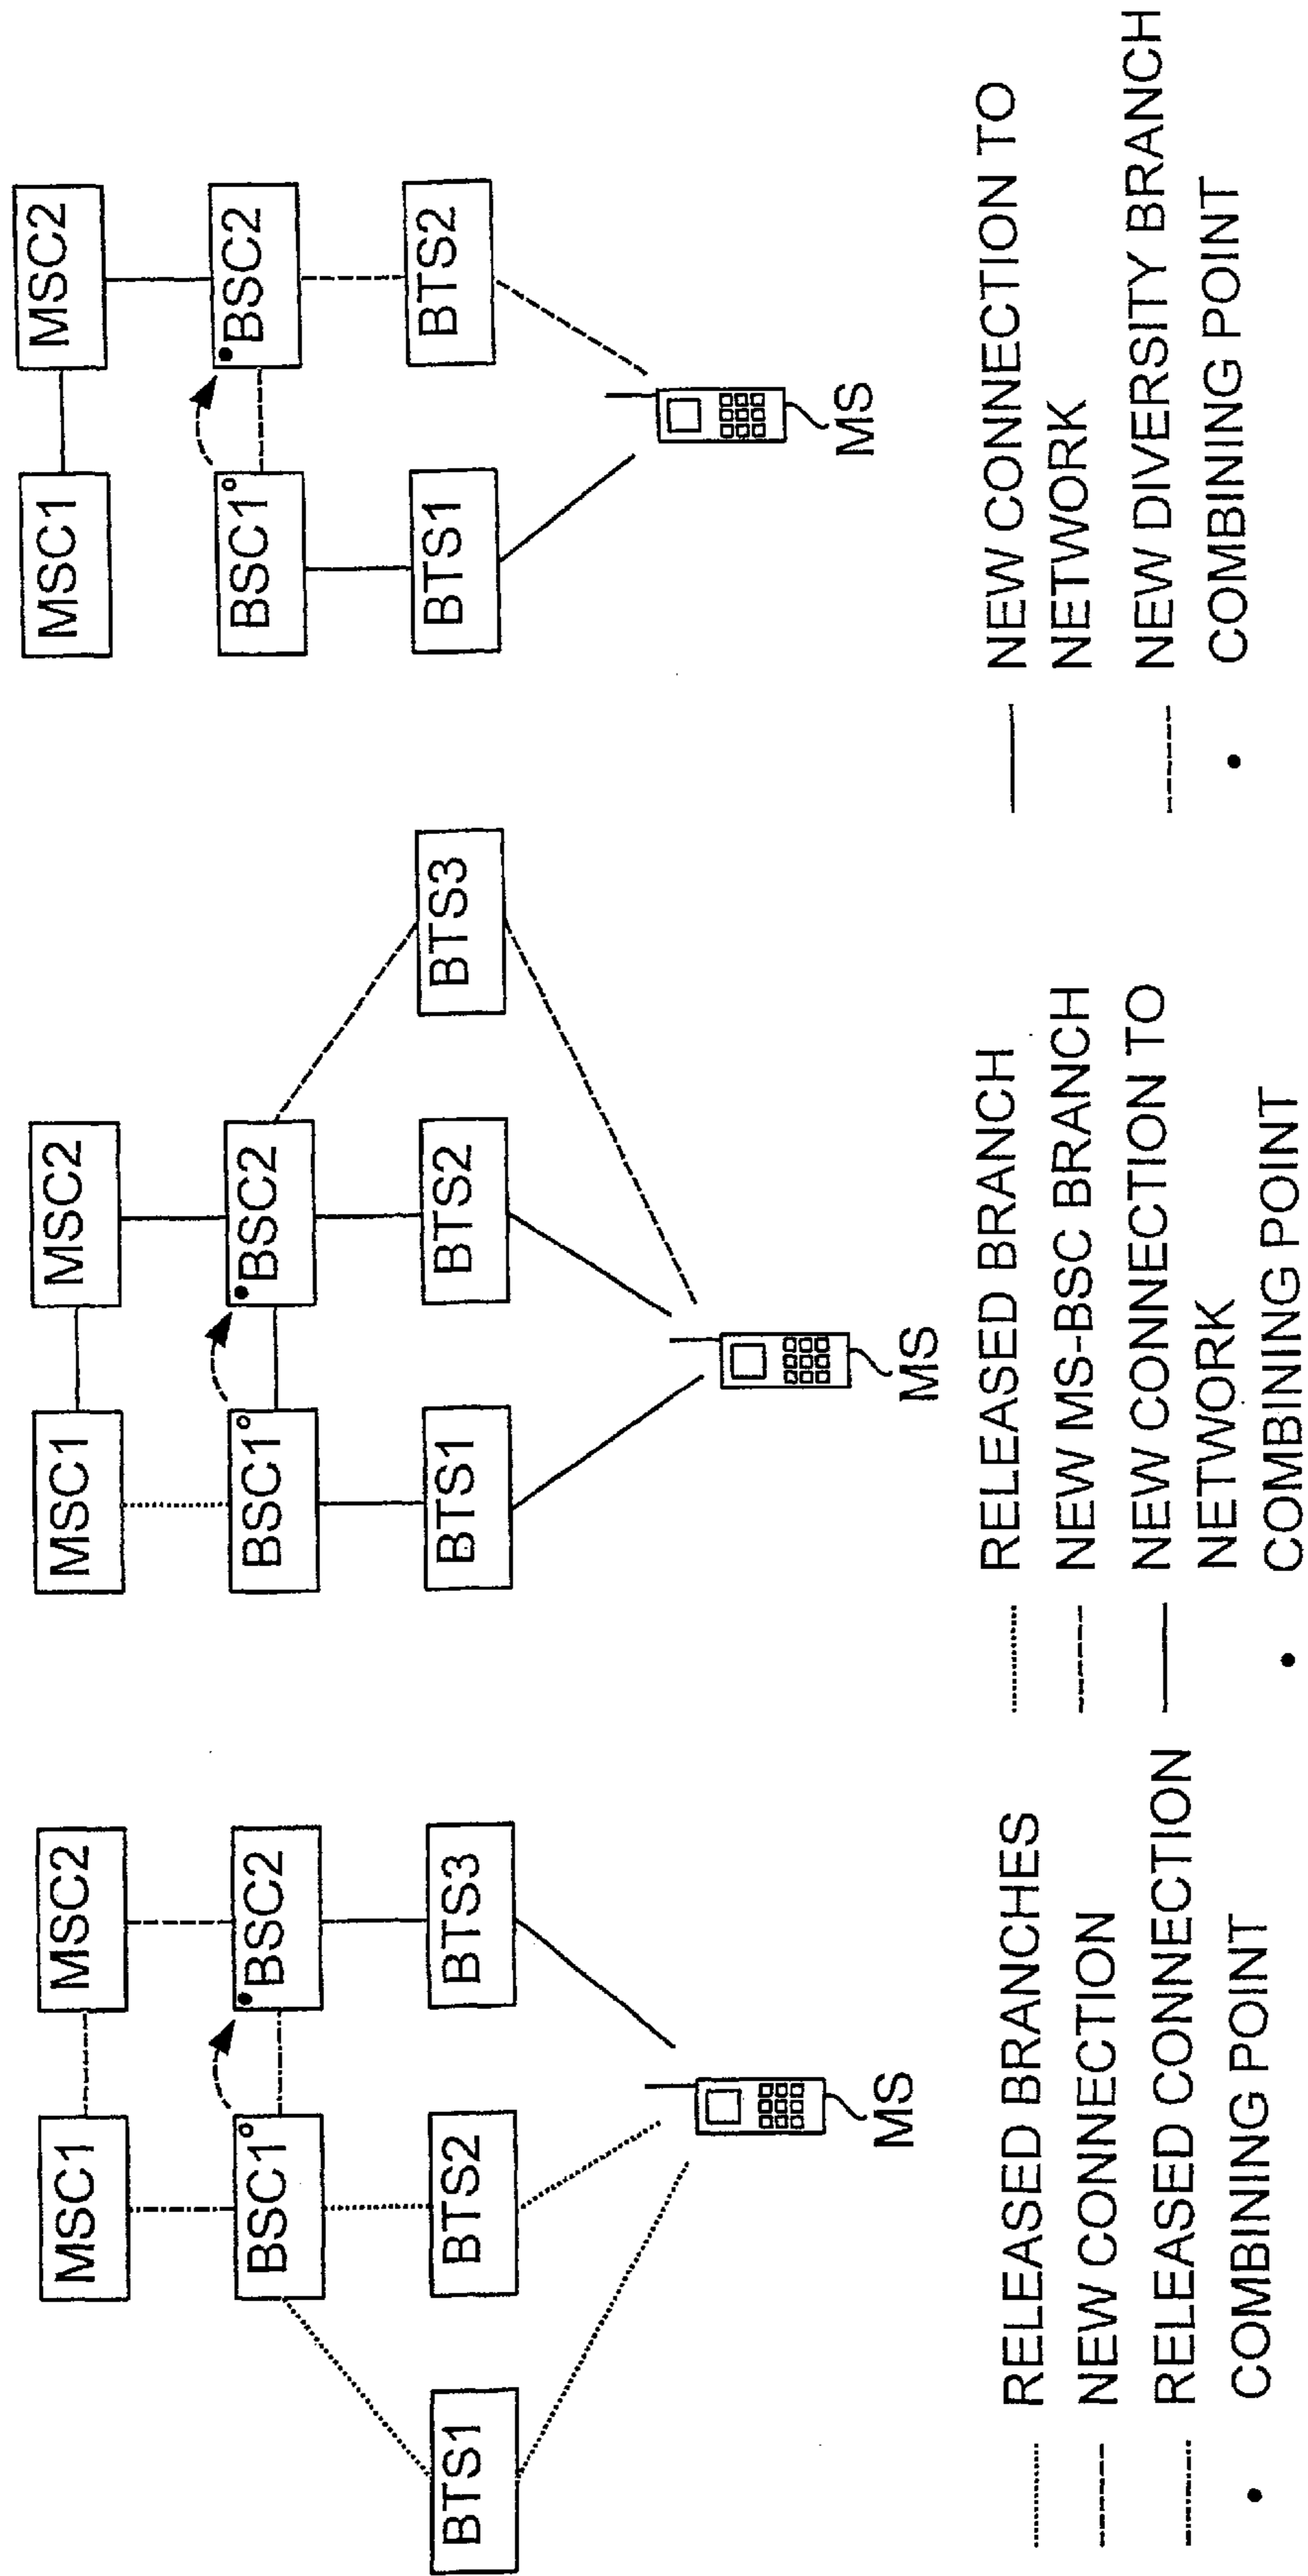 MSC1
MSC2
BSC1
BSC2
BTS1
BTS2
BTS3
MS
RELEASED BRANCHES
NEW CONNECTION
RELEASED CONNECTION
COMBINING POINT
MSC1
MSC2
BSC1
BSC2
BTS1
BTS2
BTS3
MS
RELEASED BRANCH
NEW MS-BSC BRANCH
NEW CONNECTION TO
NETWORK
COMBINING POINT
MSC1
MSC2
BSC1
BSC2
BTS1
BTS2
MS
NEW CONNECTION TO
NETWORK
NEW DIVERSITY BRANCH
COMBINING POINT